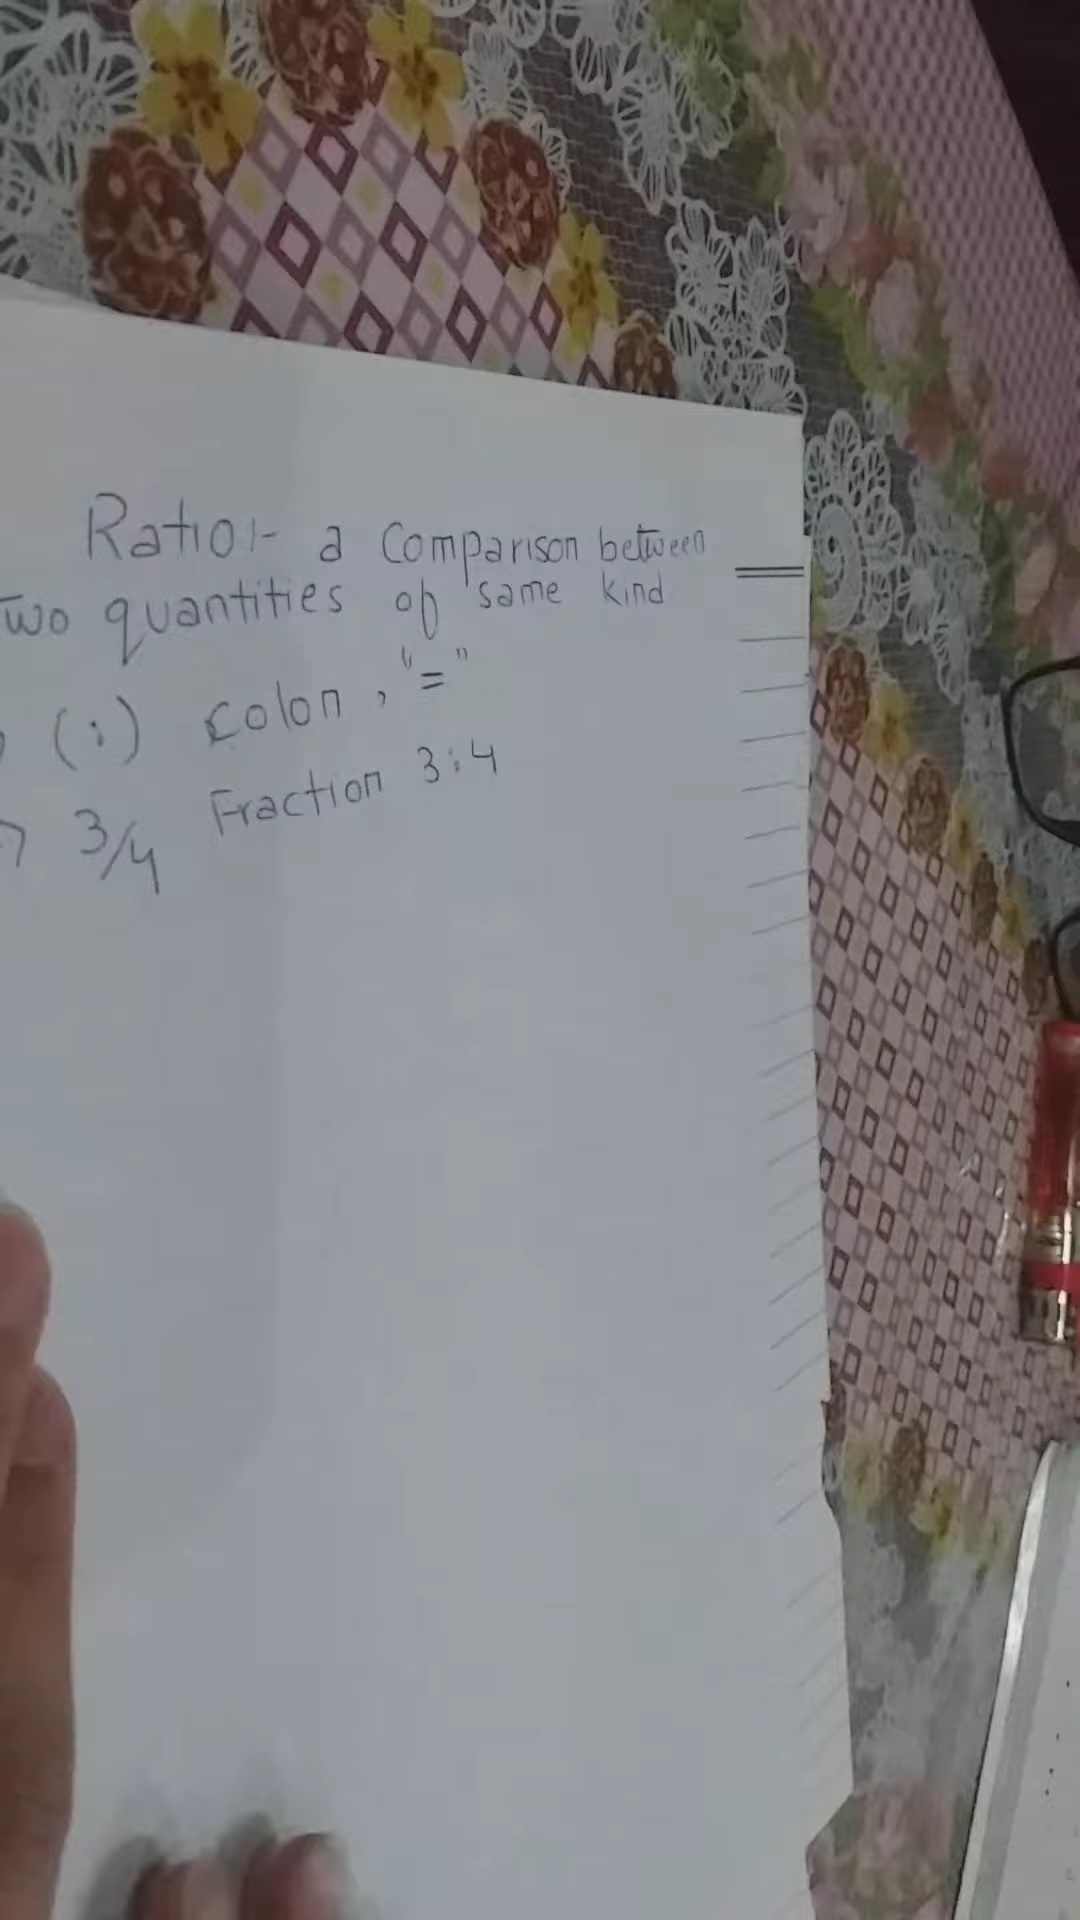 Ratio:- a Comparison between
Two quantities of same kind
(:) Colon, "="
3/4 Fraction 3:4